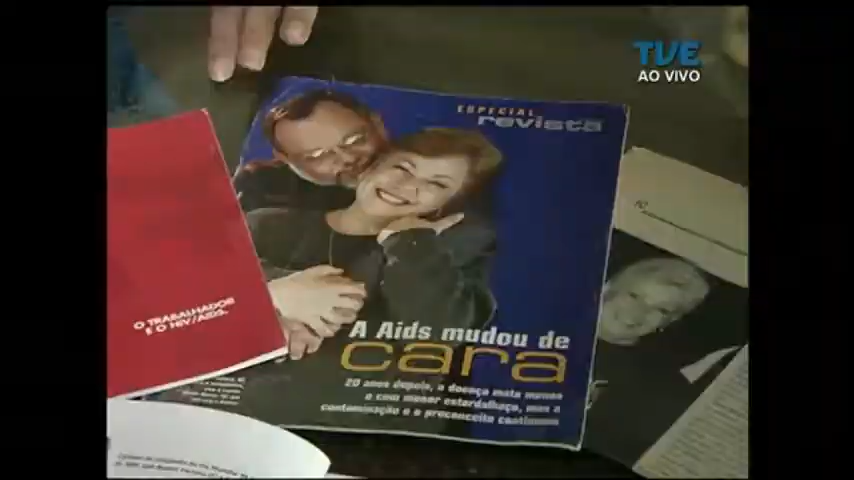 TVE
AO VIVO
ESPECIAL
revista
O TRABALHADOR
E O HIV/AIDS.
A Aids mudou de
cara
20 anos depois, a doença mata menos
e com menor estardalhaço, mas a
contaminação e o preconceito continuam